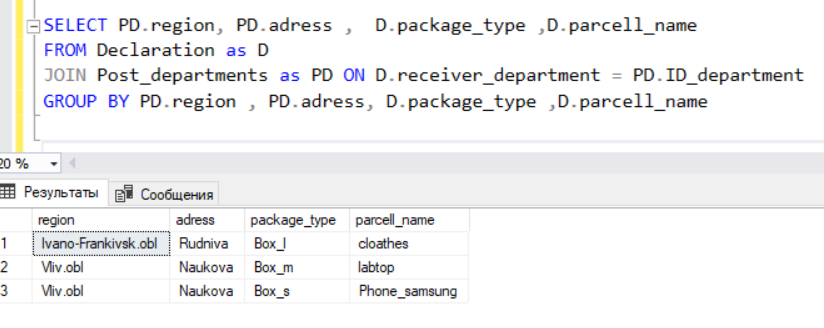 SELECT PD.region, PD.adress , D.package_type ,D.parcell_name
FROM Declaration as D
JOIN Post_departments as PD ON D.receiver_department = PD.ID_department
GROUP BY PD.region , PD.adress, D.package_type ,D.parcell_name
20 %
Результаты Сообщения
region adress package_type parcell_name
1 Ivano-Frankivsk.obl Rudniva Box_l cloathes
2 Vliv.obl Naukova Box_m labtop
3 Vliv.obl Naukova Box_s Phone_samsung